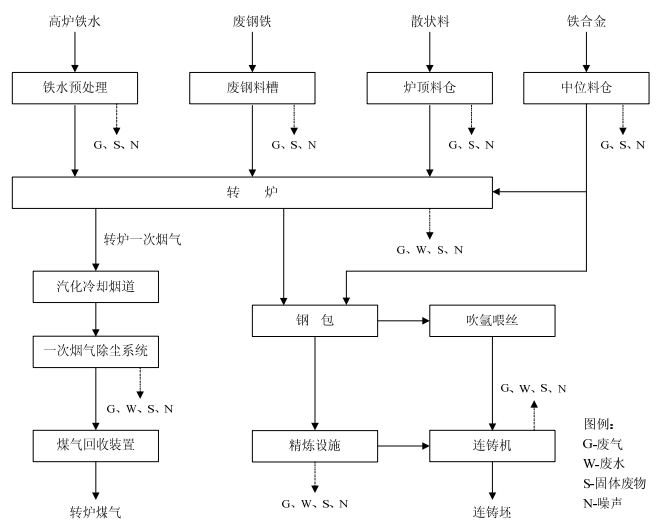 高炉铁水
废钢铁
散状料
铁合金
铁水预处理
废钢料槽
炉顶料仓
中位料仓
G、S、N
G、S、N
G、S、N
G、S、N
转 炉
转炉一次烟气
G、W、S、N
汽化冷却烟道
钢 包
吹氩喂丝
一次烟气除尘系统
G、W、S、N
G、W、S、N
煤气回收装置
精炼设施
连铸机
G、W、S、N
转炉煤气
连铸坯
图例：
G-废气
W-废水
S-固体废物
N-噪声